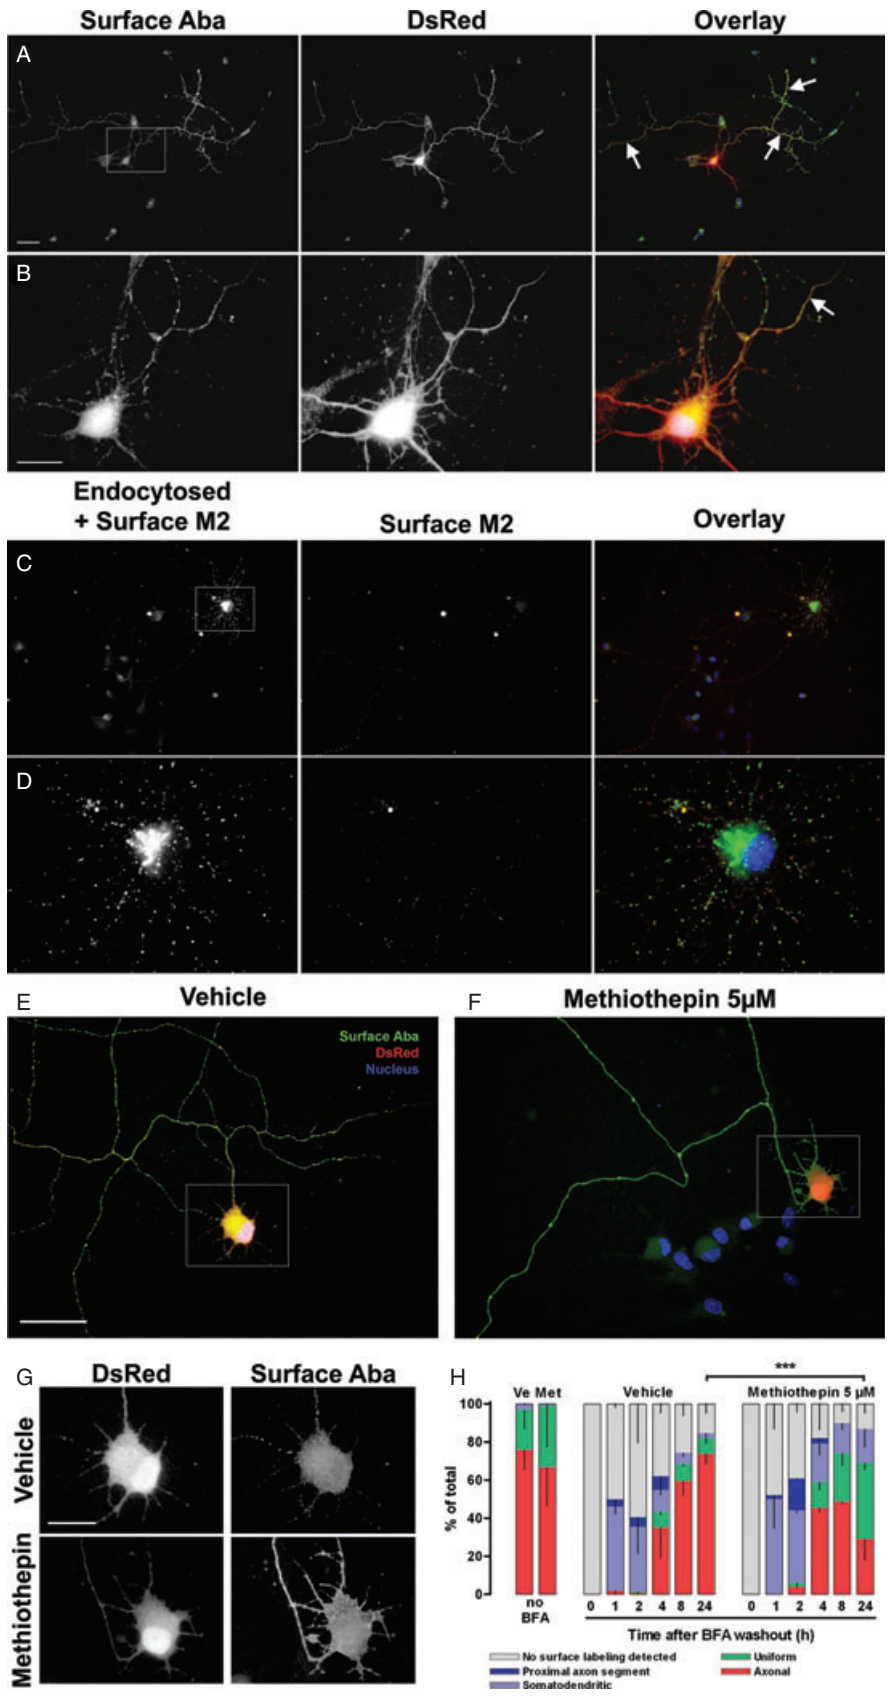 Surface Aba DsRed Overlay
A
B
Endocytosed
+ Surface M2 Surface M2 Overlay
C
D
E Vehicle F Methiothepin 5µM
Surface Aba
DsRed
Nucleus
G DsRed Surface Aba
Vehicle
Methiothepin
H
***
Ve Met Vehicle Methiothepin 5 µM
% of total
100
80
60
40
20
0
no
BFA
0 1 2 4 8 24 0 1 2 4 8 24
Time after BFA washout (h)
No surface labeling detected Uniform
Proximal axon segment Axonal
Somatodendritic